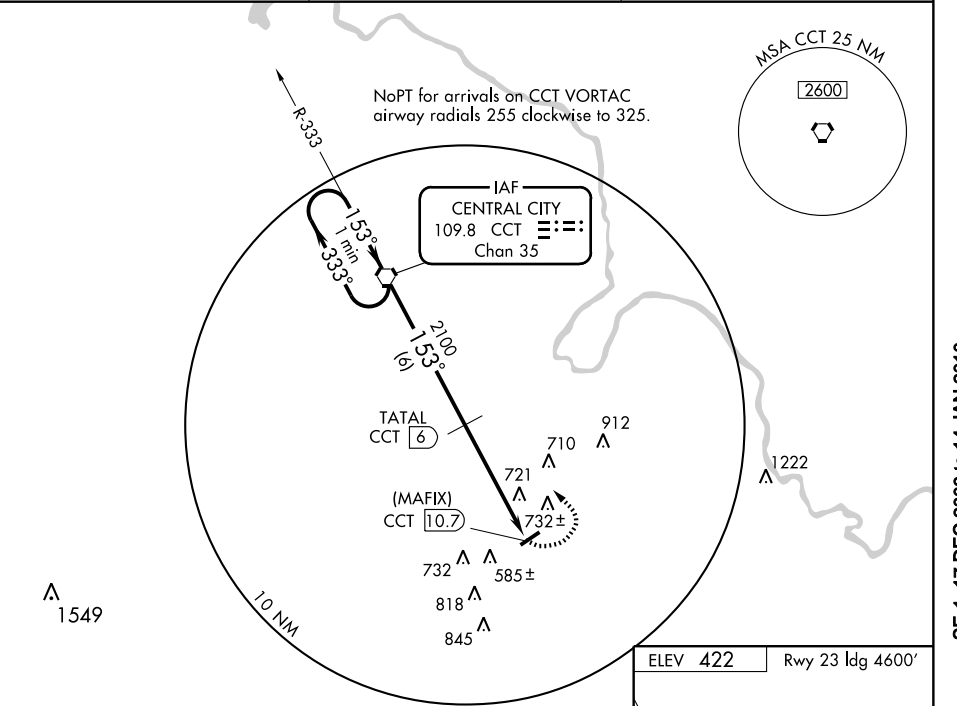 MSA CCT 25 NM
2600
NoPT for arrivals on CCT VORTAC
airway radials 255 clockwise to 325.
R-333
IAF
CENTRAL CITY
109.8 CCT
Chan 35
153°
1 min
333°
2100
153°
(6)
TATAL
CCT 6
912
710
721
1222
(MAFIX)
CCT 10.7
732±
732
585±
818
845
1549
10 NM
ELEV 422
Rwy 23 ldg 4600'